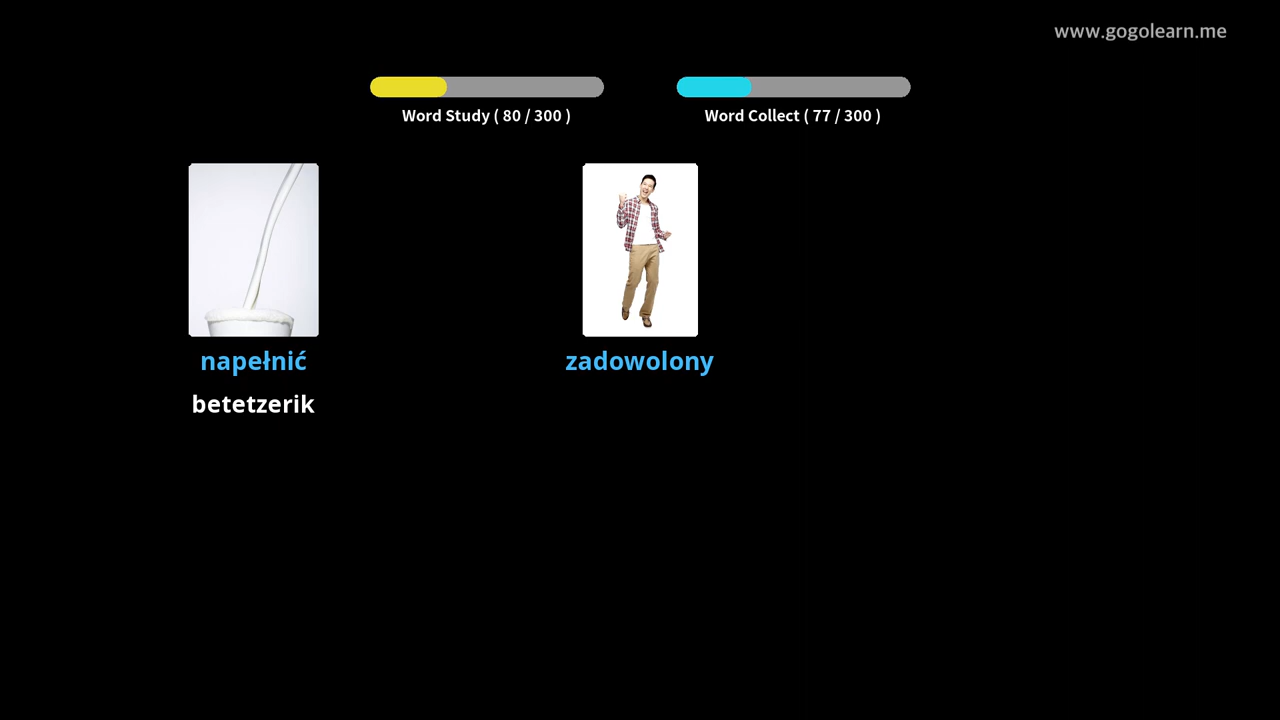 www.gogolearn.me
Word Study ( 80 / 300 )
Word Collect ( 77 / 300 )
napełnić
zadowolony
betetzerik